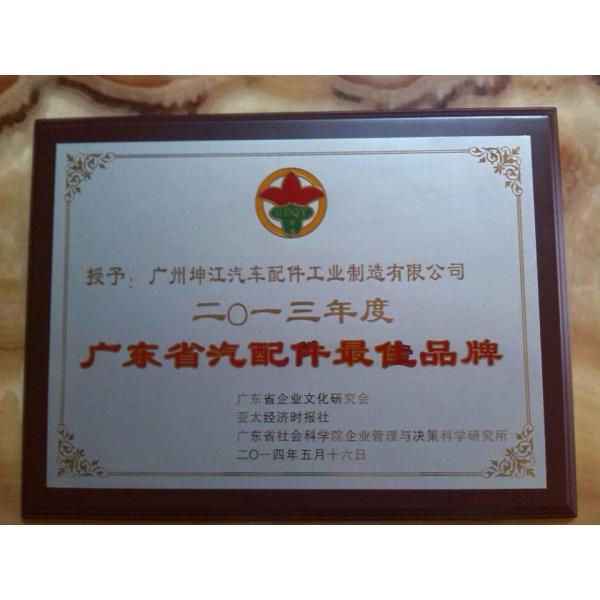 GDQY
授予：广州坤江汽车配件工业制造有限公司
二〇一三年度
广东省汽配件最佳品牌
广东省企业文化研究会
亚太经济时报社
广东省社会科学院企业管理与决策科学研究所
二〇一四年五月十六日